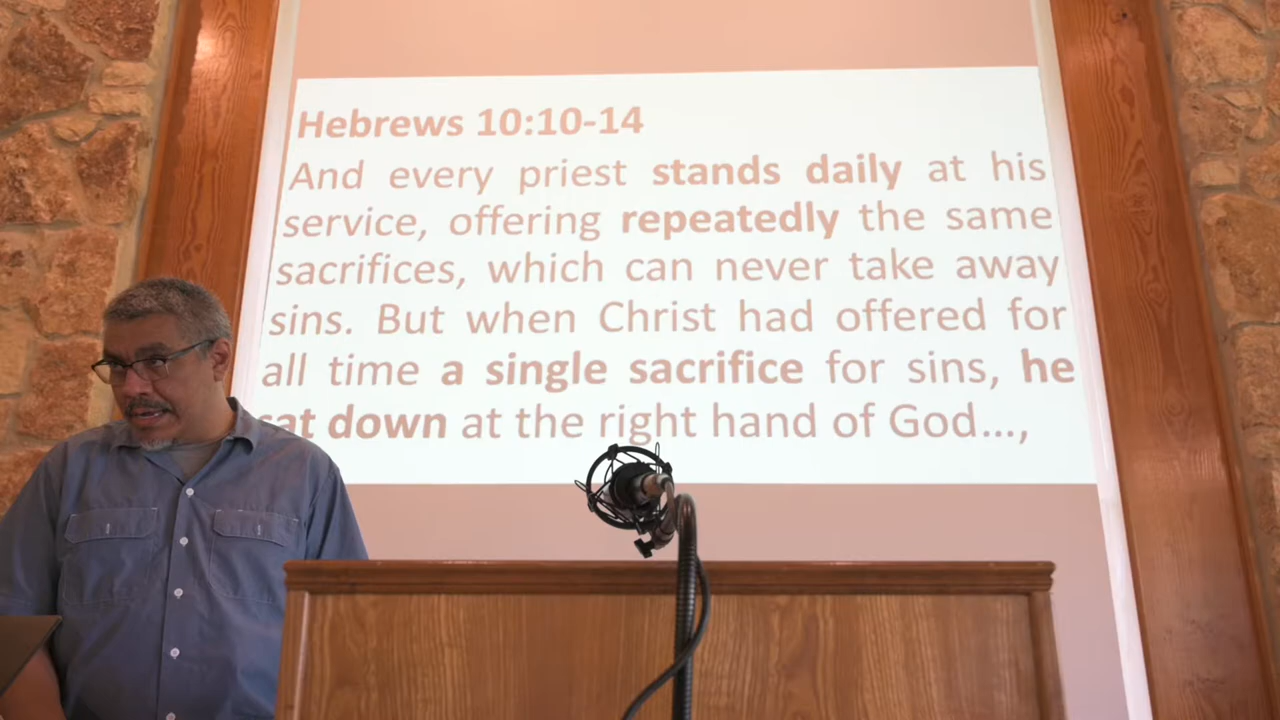 Hebrews 10:10-14
And every priest stands daily at his
service, offering repeatedly the same
sacrifices, which can never take away
sins. But when Christ had offered for
all time a single sacrifice for sins, he
sat down at the right hand of God…,